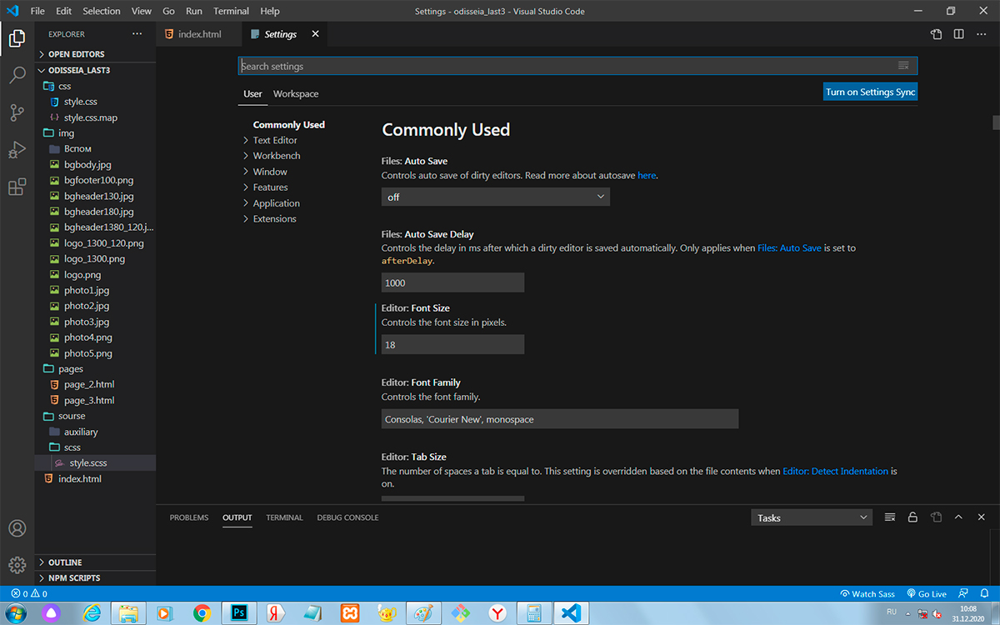 File Edit Selection View Go Run Terminal Help
Settings - odisseia_last3 - Visual Studio Code
EXPLORER
OPEN EDITORS
ODISSEIA_LAST3
css
style.css
style.css.map
img
Вспом
bgbody.jpg
bgfooter100.png
bgheader130.jpg
bgheader180.jpg
bgheader1380_120.j...
logo_1300_120.png
logo_1300.png
logo.png
photo1.jpg
photo2.jpg
photo3.jpg
photo4.png
photo5.png
pages
page_2.html
page_3.html
sourse
auxiliary
scss
style.scss
index.html
OUTLINE
NPM SCRIPTS
index.html
Settings
Search settings
User Workspace
Turn on Settings Sync
Commonly Used
Text Editor
Workbench
Window
Features
Application
Extensions
Commonly Used
Files: Auto Save
Controls auto save of dirty editors. Read more about autosave here.
off
Files: Auto Save Delay
Controls the delay in ms after which a dirty editor is saved automatically. Only applies when Files: Auto Save is set to
afterDelay.
1000
Editor: Font Size
Controls the font size in pixels.
18
Editor: Font Family
Controls the font family.
Consolas, 'Courier New', monospace
Editor: Tab Size
The number of spaces a tab is equal to. This setting is overridden based on the file contents when Editor: Detect Indentation is
on.
PROBLEMS OUTPUT TERMINAL DEBUG CONSOLE
Tasks
0 0
Watch Sass Go Live
Ps
Я
Y
RU
10:08
31.12.2020